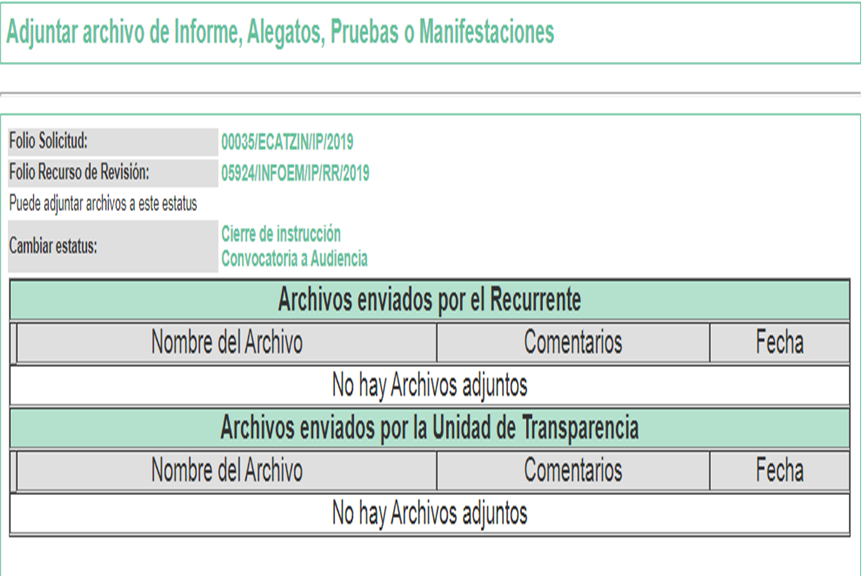 Adjuntar archivo de Informe, Alegatos, Pruebas o Manifestaciones
Folio Solicitud: 00035/ECATZIN/IP/2019
Folio Recurso de Revisión: 05924/INFOEM/IP/RR/2019
Puede adjuntar archivos a este estatus
Cambiar estatus: Cierre de instrucción
Convocatoria a Audiencia
Archivos enviados por el Recurrente
Nombre del Archivo Comentarios Fecha
No hay Archivos adjuntos
Archivos enviados por la Unidad de Transparencia
Nombre del Archivo Comentarios Fecha
No hay Archivos adjuntos